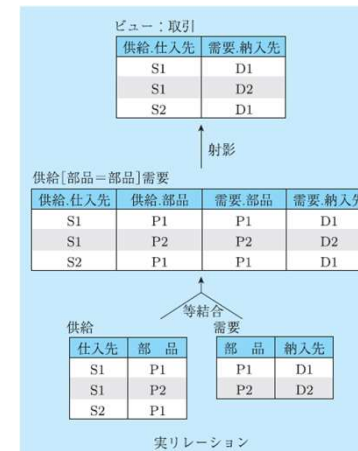 ビュー：取引
供給.仕入先 需要.納入先
S1 D1
S1 D2
S2 D1
射影
供給[部品＝部品]需要
供給.仕入先 供給.部品 需要.部品 需要.納入先
S1 P1 P1 D1
S1 P2 P2 D2
S2 P1 P1 D1
等結合
供給 需要
仕入先 部　品 部　品 納入先
S1 P1 P1 D1
S1 P2 P2 D2
S2 P1
実リレーション